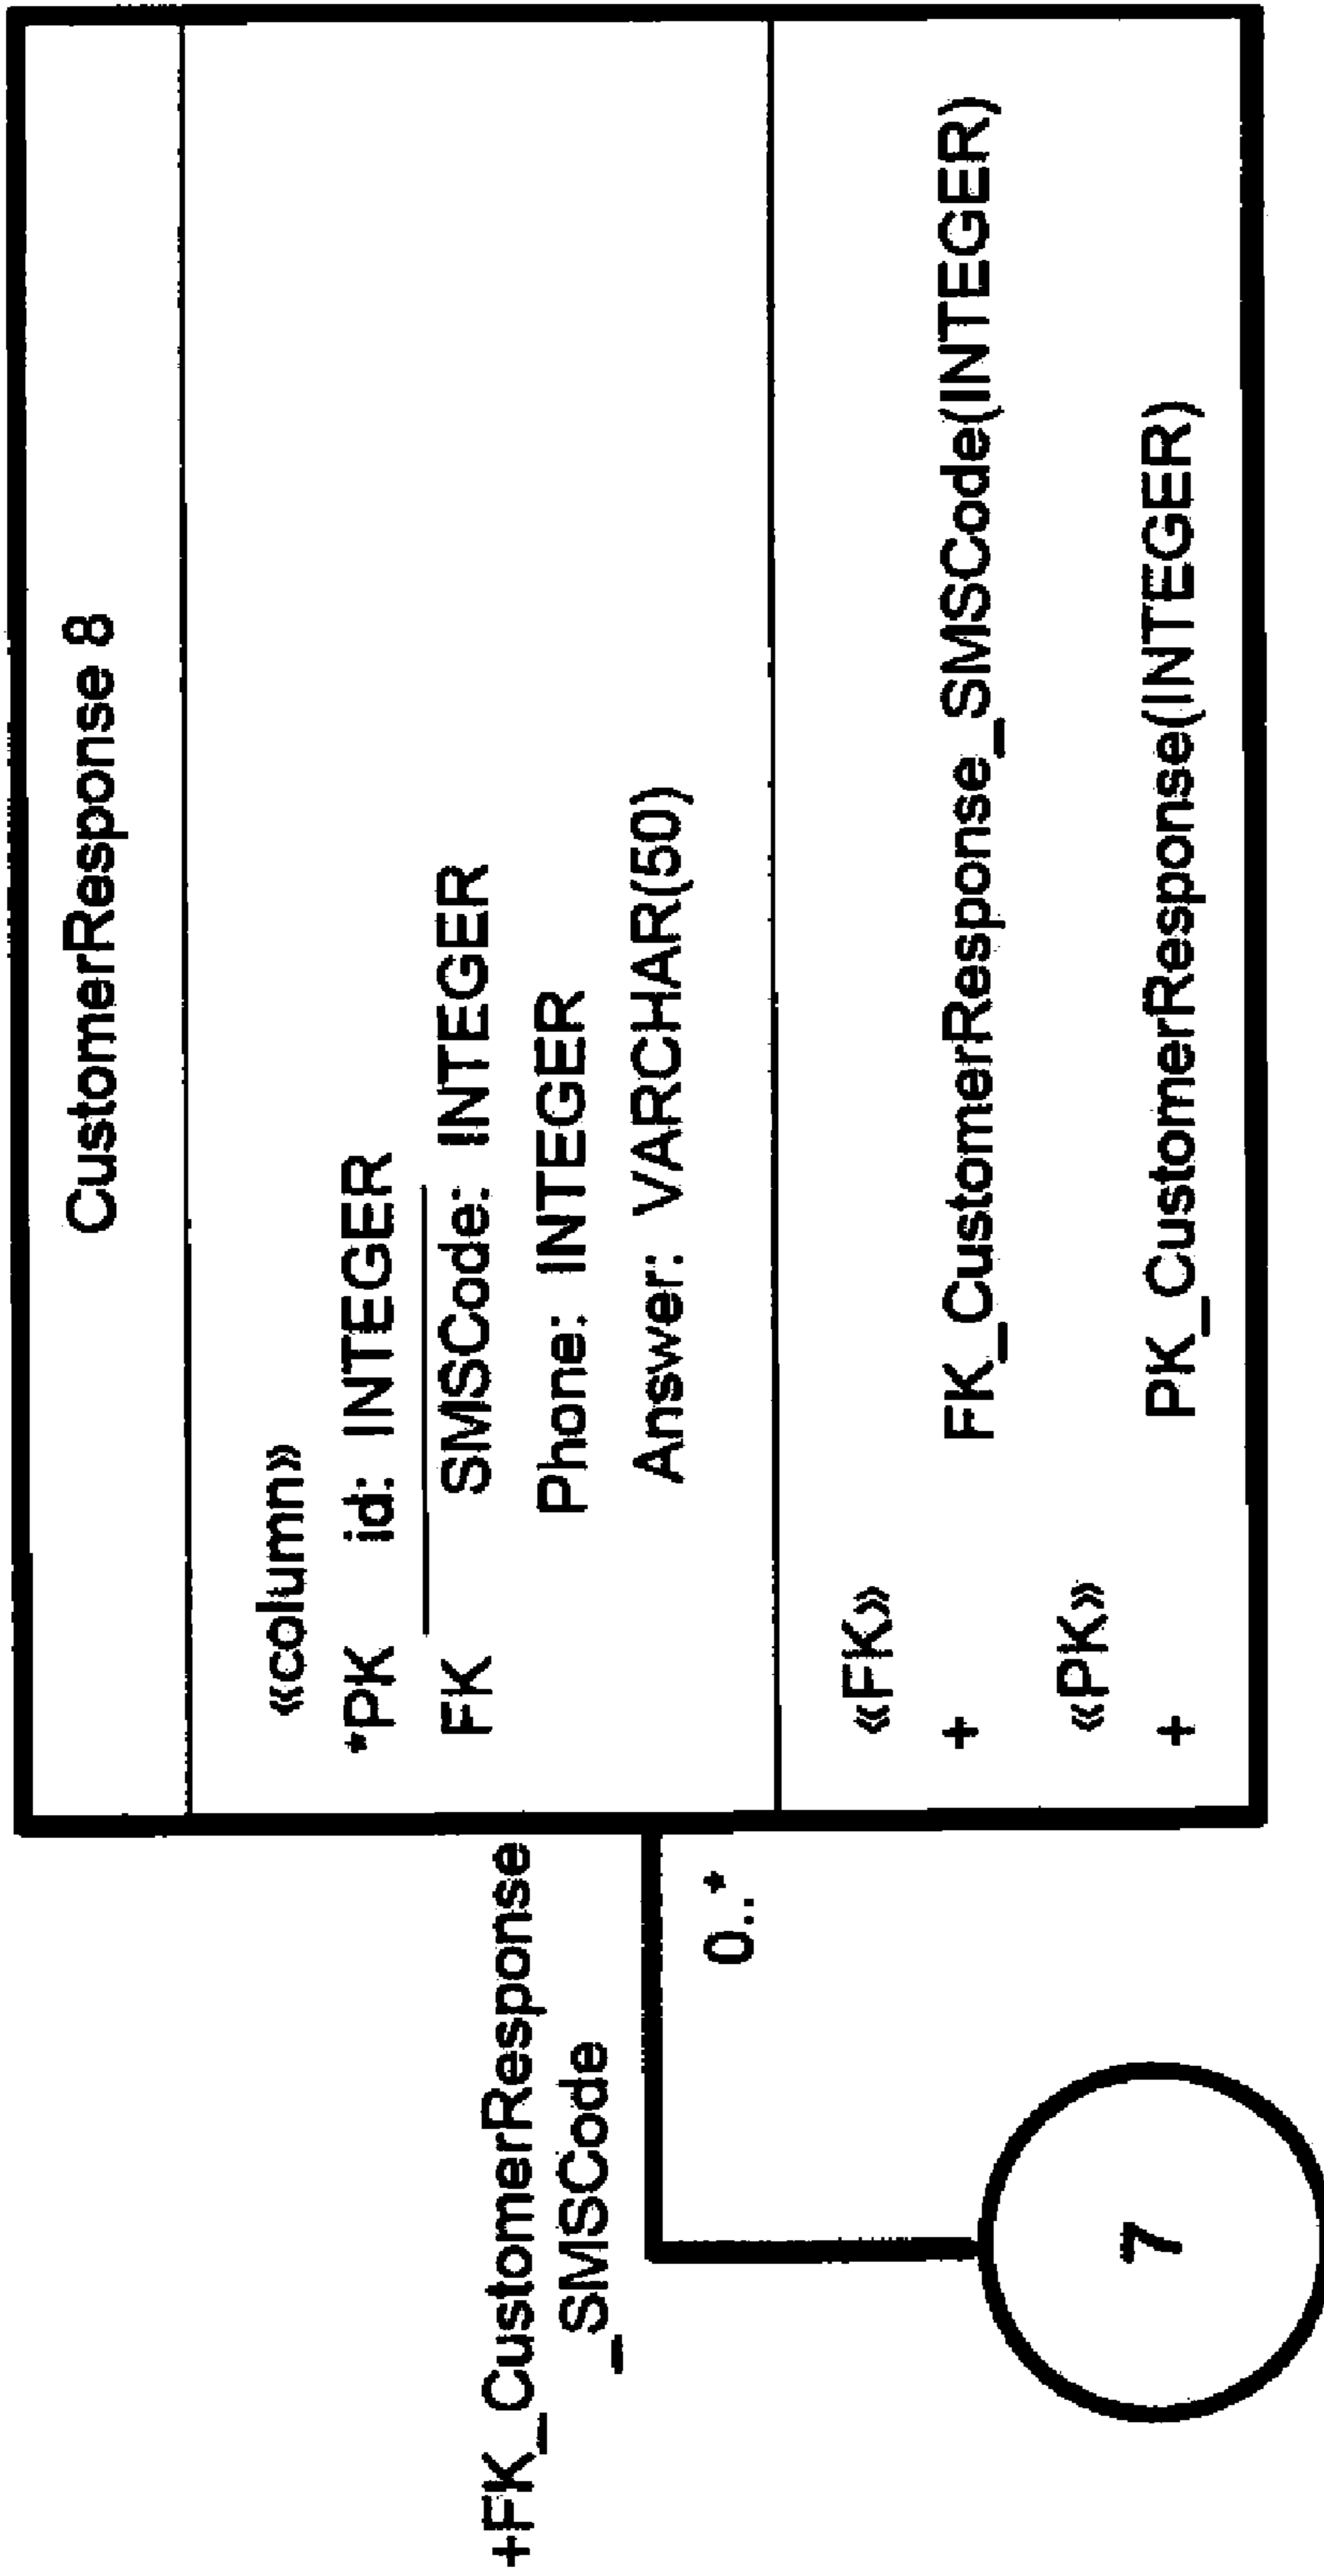 CustomerResponse 8
«column»
*PK id: INTEGER
FK SMSCode: INTEGER
Phone: INTEGER
Answer: VARCHAR(50)
«FK»
+ FK_CustomerResponse_SMSCode(INTEGER)
«PK»
+ PK_CustomerResponse(INTEGER)
+FK_CustomerResponse
_SMSCode
0..*
7